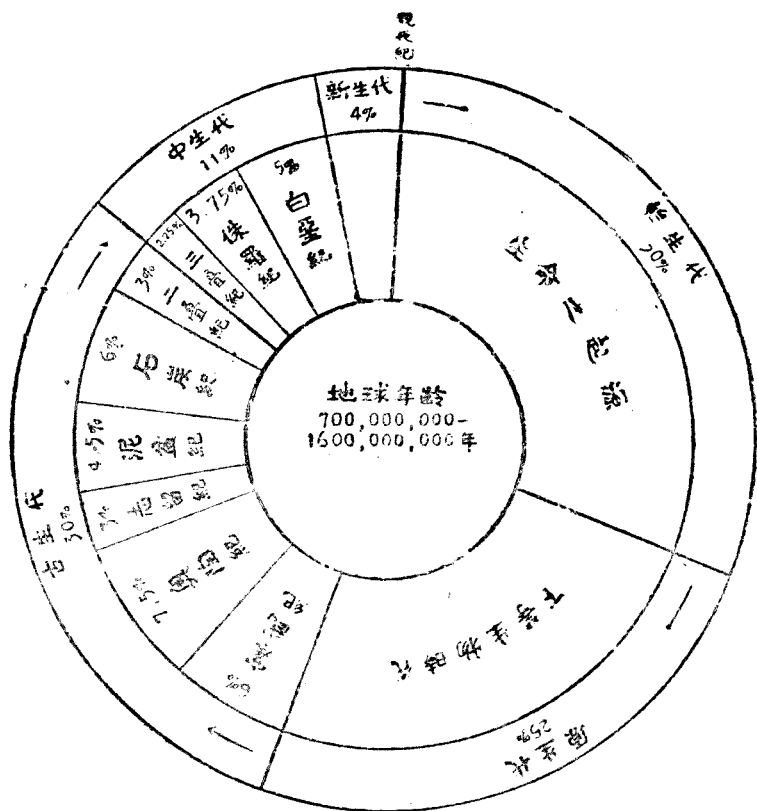 現代紀
新生代
4%
中生代
11%
5%
白堊紀
3.75%
侏羅紀
2.25%
三疊紀
3%
二疊紀
6%
石炭紀
4.5%
泥盆紀
3%
志留紀
7.5%
奧陶紀
6%
紀
古生代
30%
地球年齡
700,000,000-
1600,000,000年
下等生物時代
原生代
25%
生代